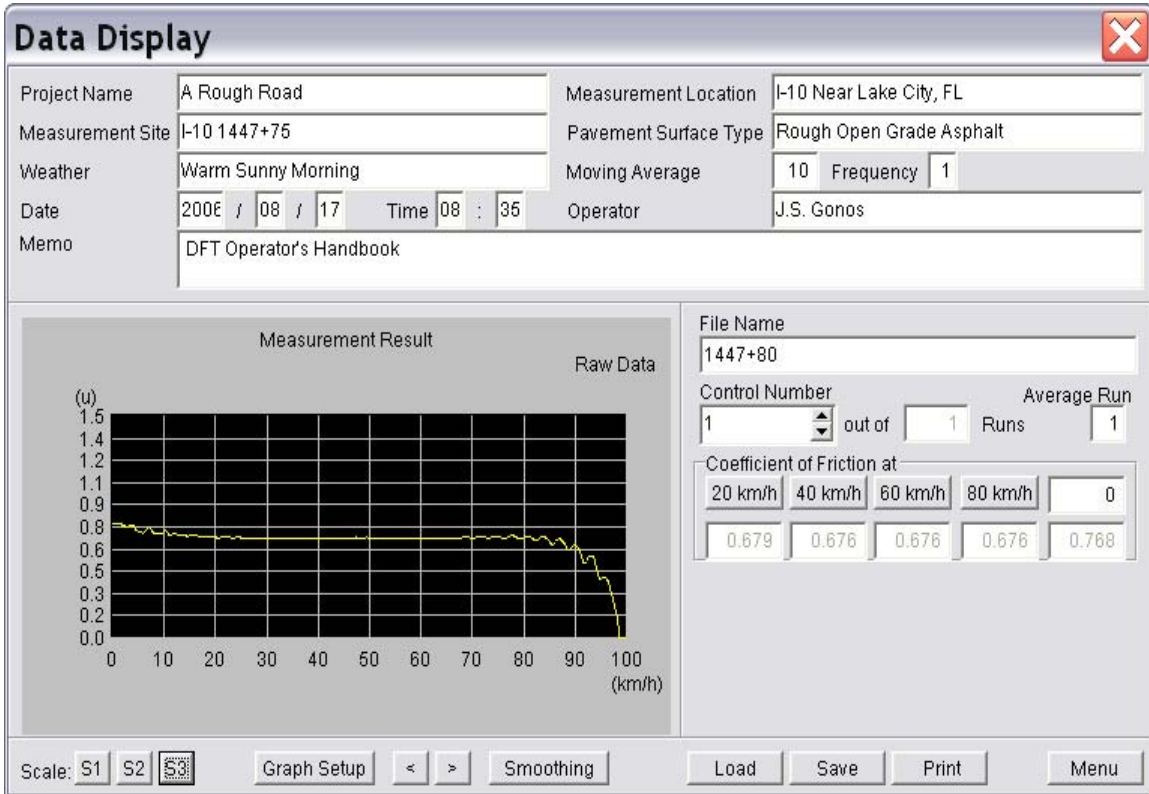 Data Display
Project Name A Rough Road Measurement Location I-10 Near Lake City, FL
Measurement Site I-10 1447+75 Pavement Surface Type Rough Open Grade Asphalt
Weather Warm Sunny Morning Moving Average 10 Frequency 1
Date 2006 / 08 / 17 Time 08 : 35 Operator J.S. Gonos
Memo DFT Operator's Handbook
Measurement Result
Raw Data
(u)
1.5
1.4
1.2
1.1
0.9
0.8
0.6
0.5
0.3
0.2
0.0
0 10 20 30 40 50 60 70 80 90 100
(km/h)
File Name
1447+80
Control Number Average Run
1 out of 1 Runs 1
Coefficient of Friction at
20 km/h 40 km/h 60 km/h 80 km/h 0
0.679 0.676 0.676 0.676 0.768
Scale: S1 S2 S3 Graph Setup < > Smoothing Load Save Print Menu